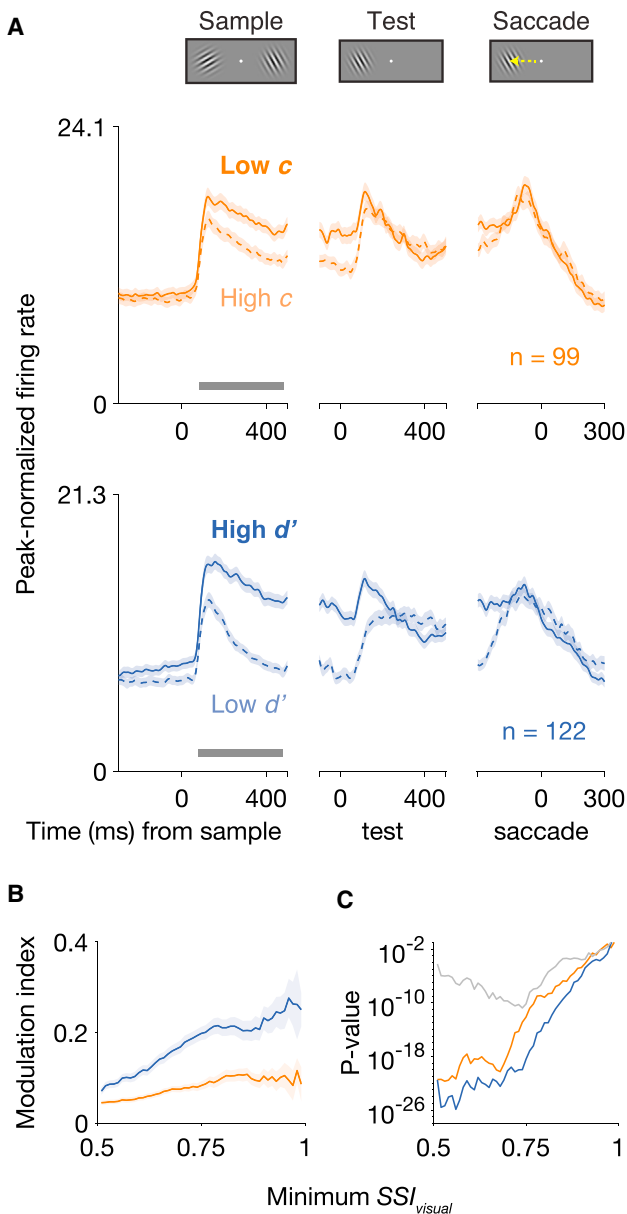 A
Sample Test Saccade
24.1
Low c
High c
n = 99
0
0 400 0 400 0 300
Peak-normalized firing rate
21.3
High d’
Low d’
n = 122
0
0 400 0 400 0 300
Time (ms) from sample test saccade
B
C
0.4
0.2
0
Modulation index
0.5 0.75 1
10-2
10-10
10-18
10-26
P-value
0.5 0.75 1
Minimum SSIvisual